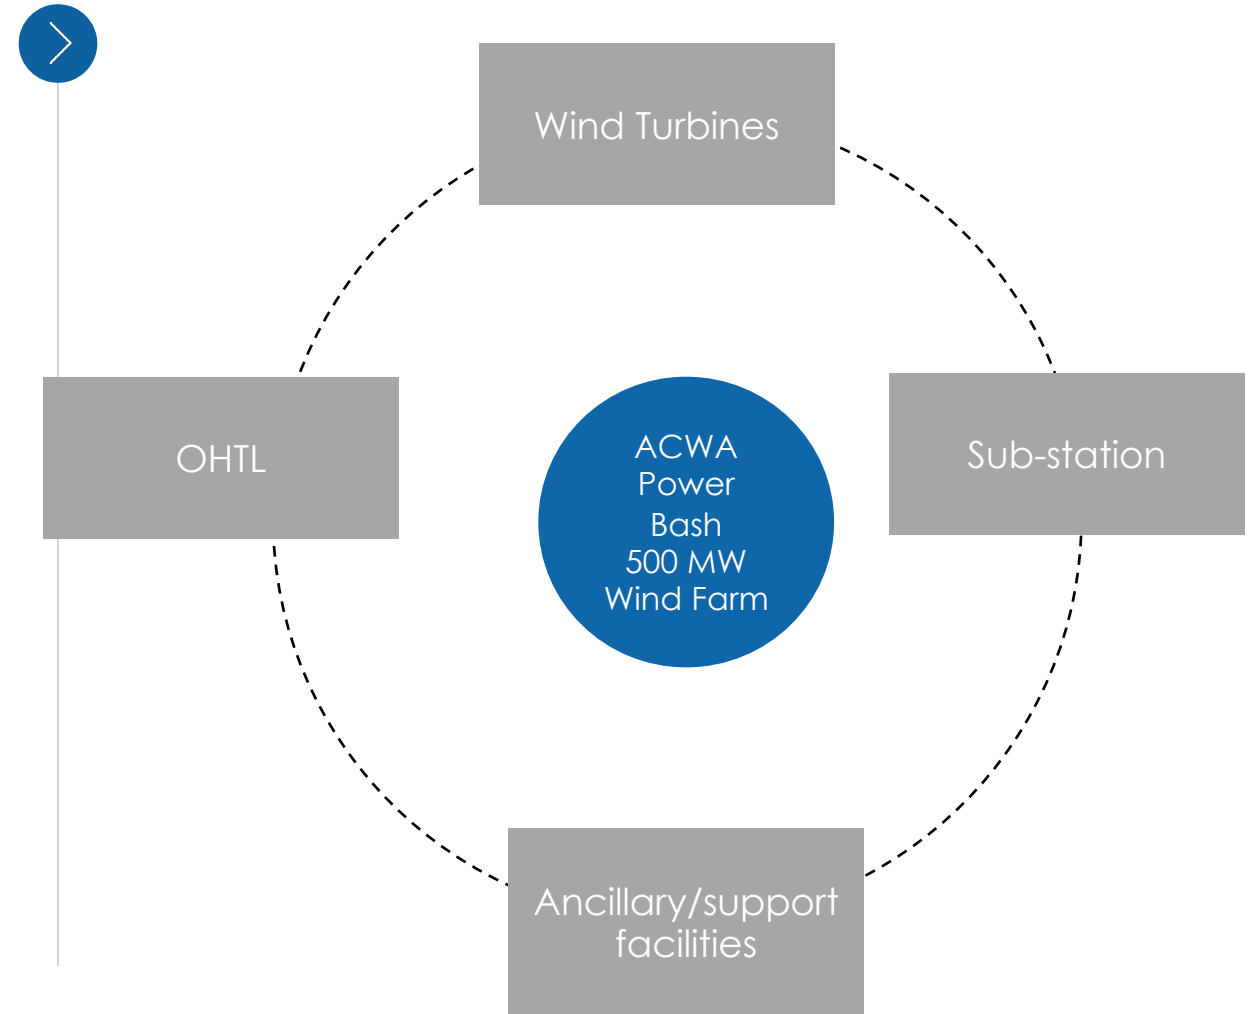 Wind Turbines
OHTL
ACWA
Power
Bash
500 MW
Wind Farm
Sub-station
Ancillary/support
facilities